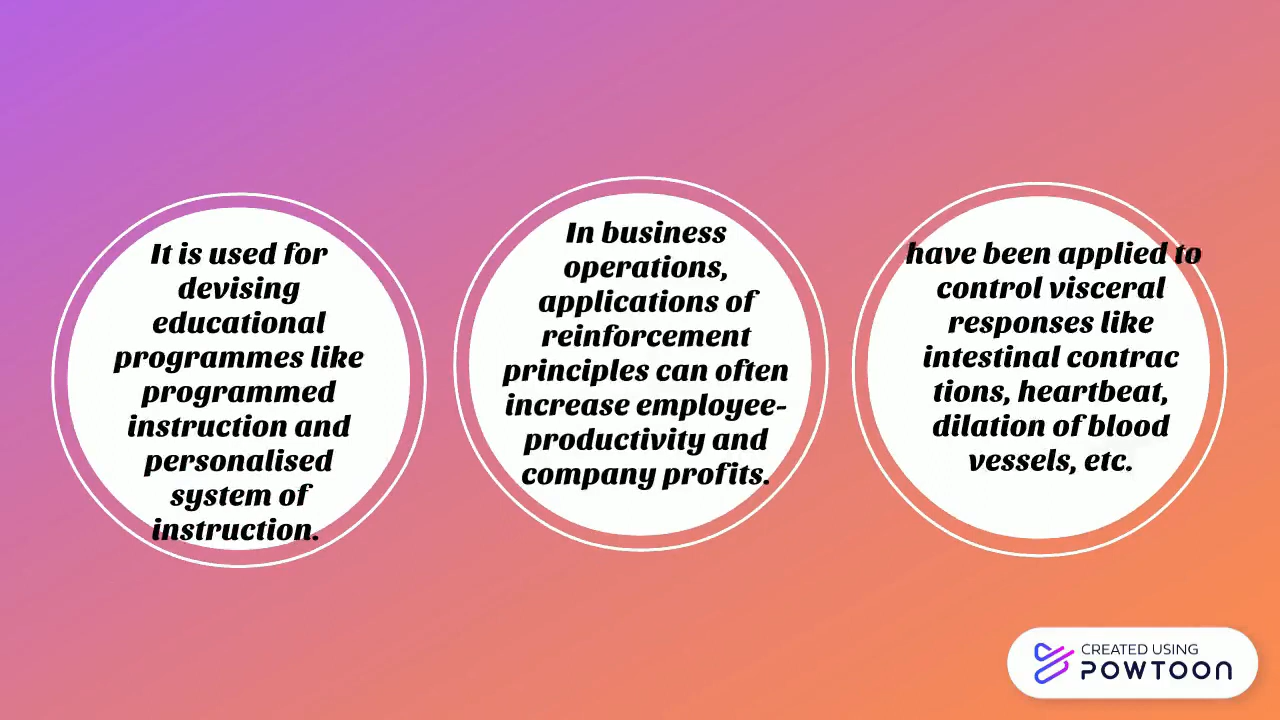 It is used for
devising
educational
programmes like
programmed
instruction and
personalised
system of
instruction.
In business
operations,
applications of
reinforcement
principles can often
increase employee-
productivity and
company profits.
have been applied to
control visceral
responses like
intestinal contrac
tions, heartbeat,
dilation of blood
vessels, etc.
CREATED USING
POWTOON